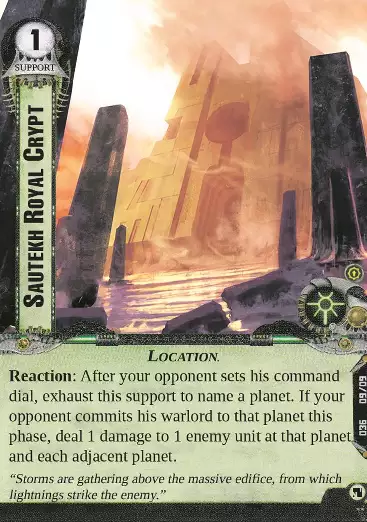 1
SUPPORT
SAUTEKH ROYAL CRYPT
LOCATION.
Reaction: After your opponent sets his command
dial, exhaust this support to name a planet. If your
opponent commits his warlord to that planet this
phase, deal 1 damage to 1 enemy unit at that planet
and each adjacent planet.
“Storms are gathering above the massive edifice, from which
lightnings strike the enemy.”
60/60
036